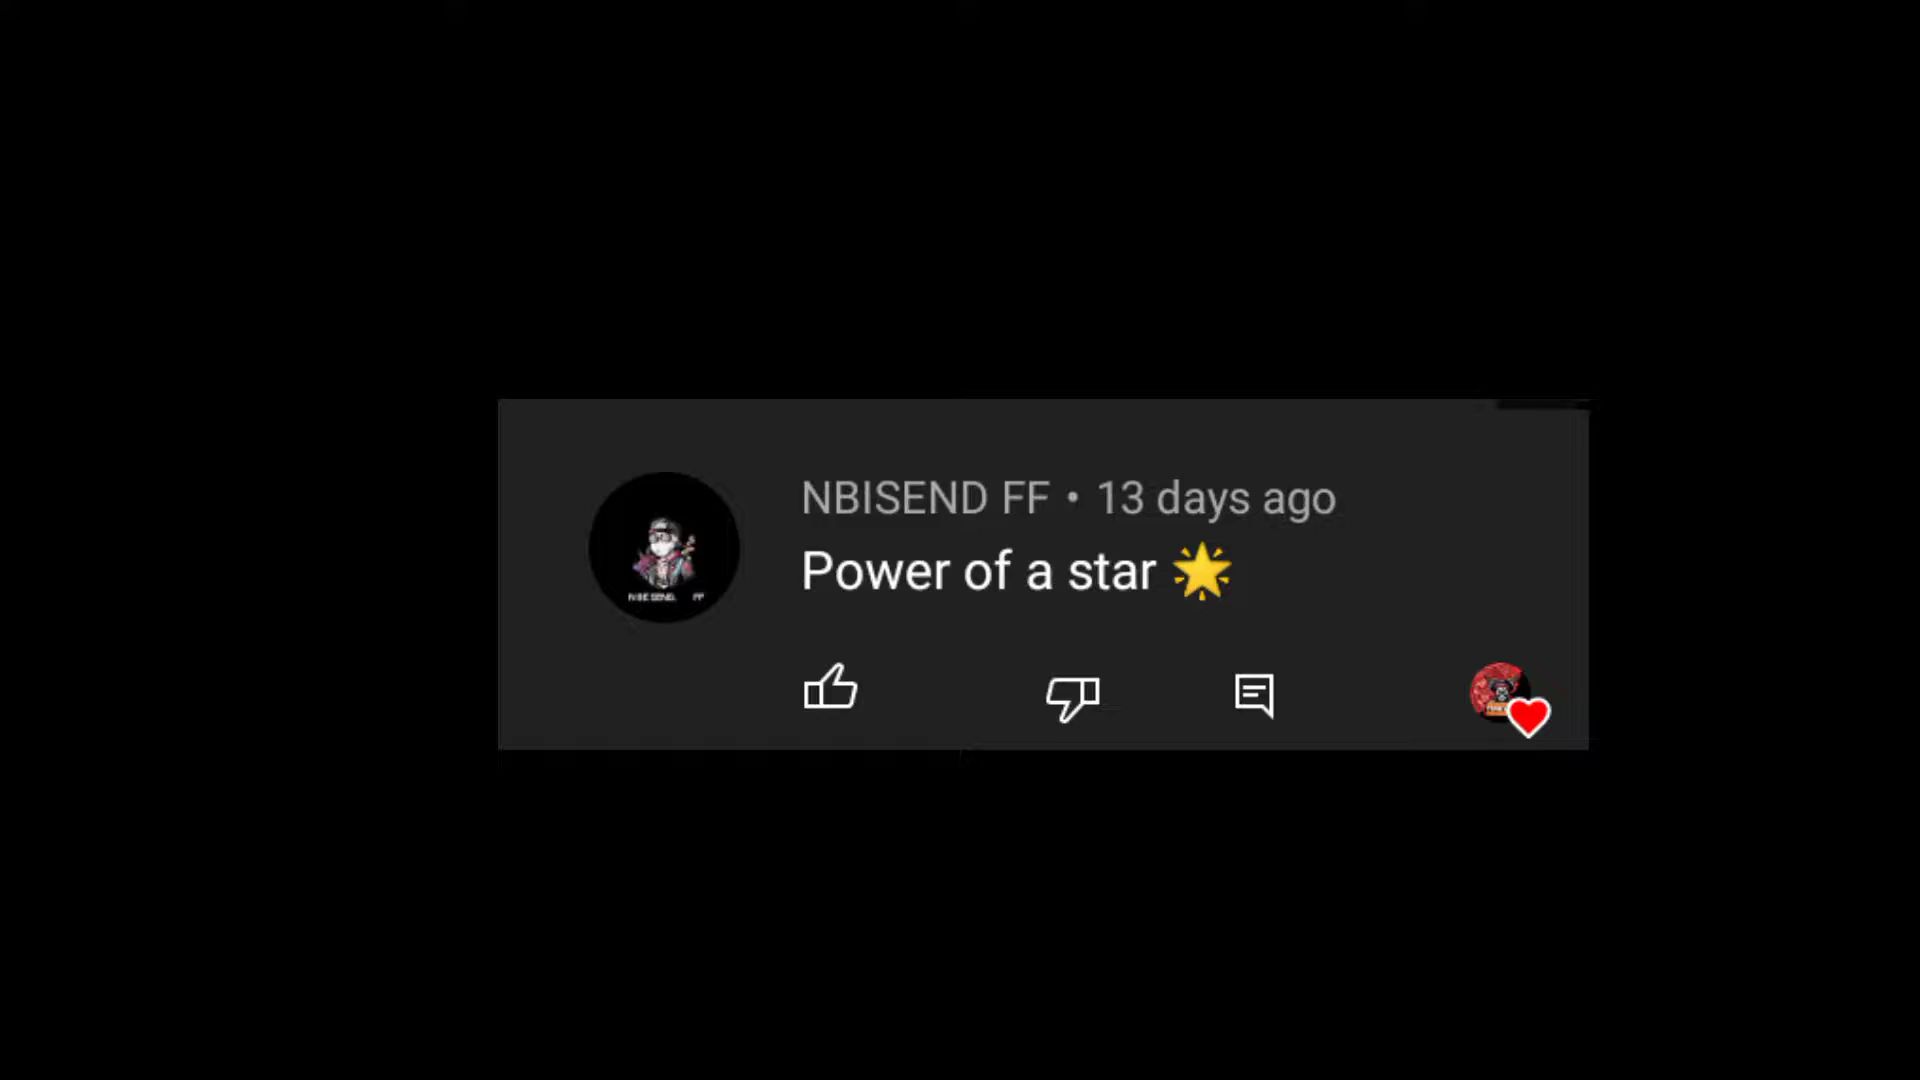 NBISEND FF • 13 days ago
Power of a star 🌟